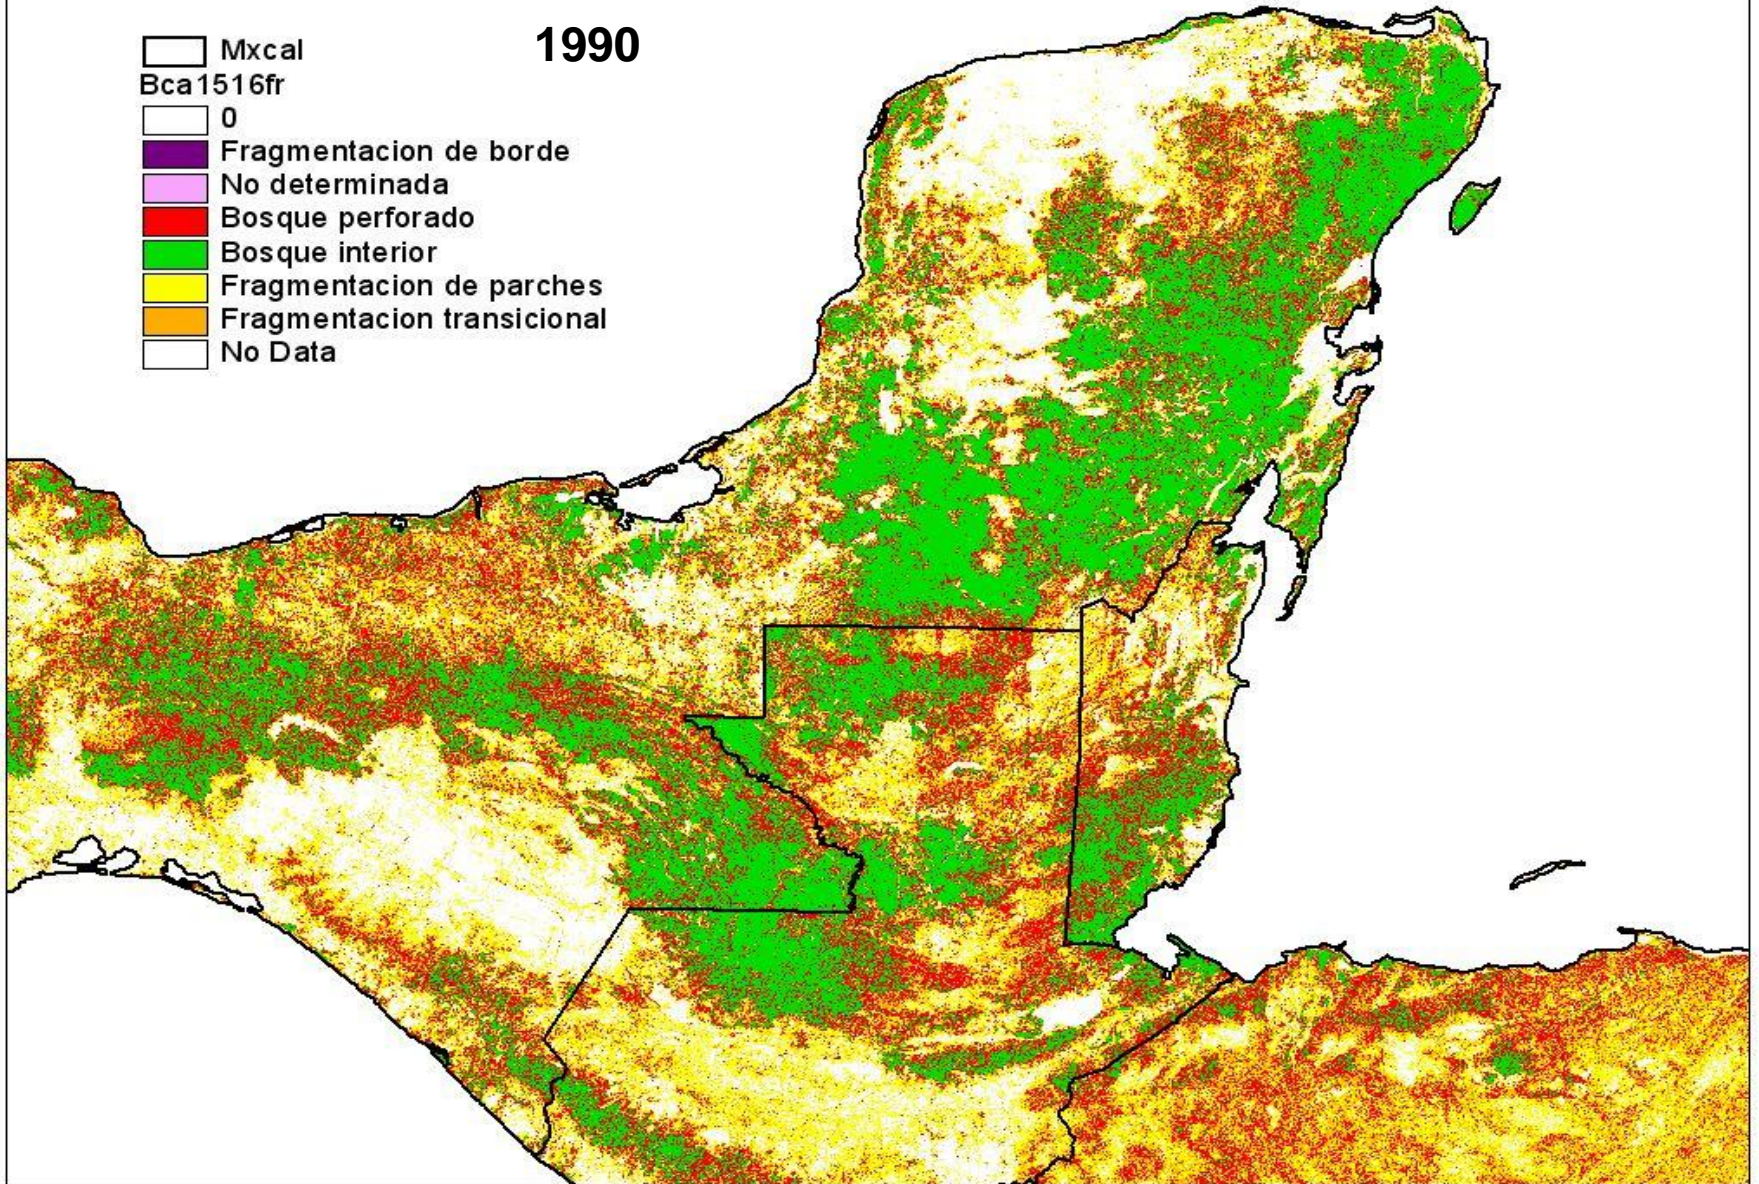 1990
Mxcal
Bca1516fr
0
Fragmentacion de borde
No determinada
Bosque perforado
Bosque interior
Fragmentacion de parches
Fragmentacion transicional
No Data